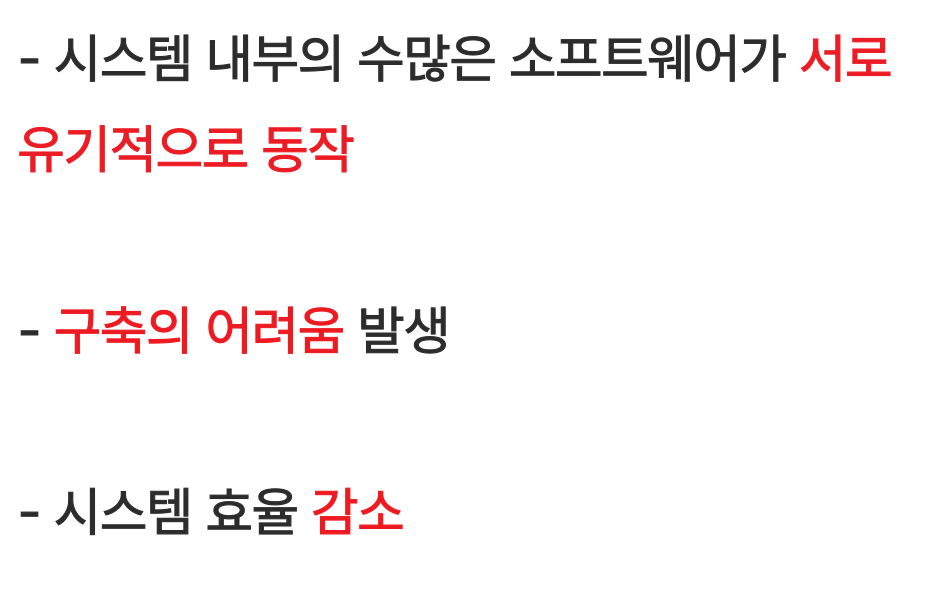 - 시스템 내부의 수많은 소프트웨어가 서로
유기적으로 동작
- 구축의 어려움 발생
- 시스템 효율 감소